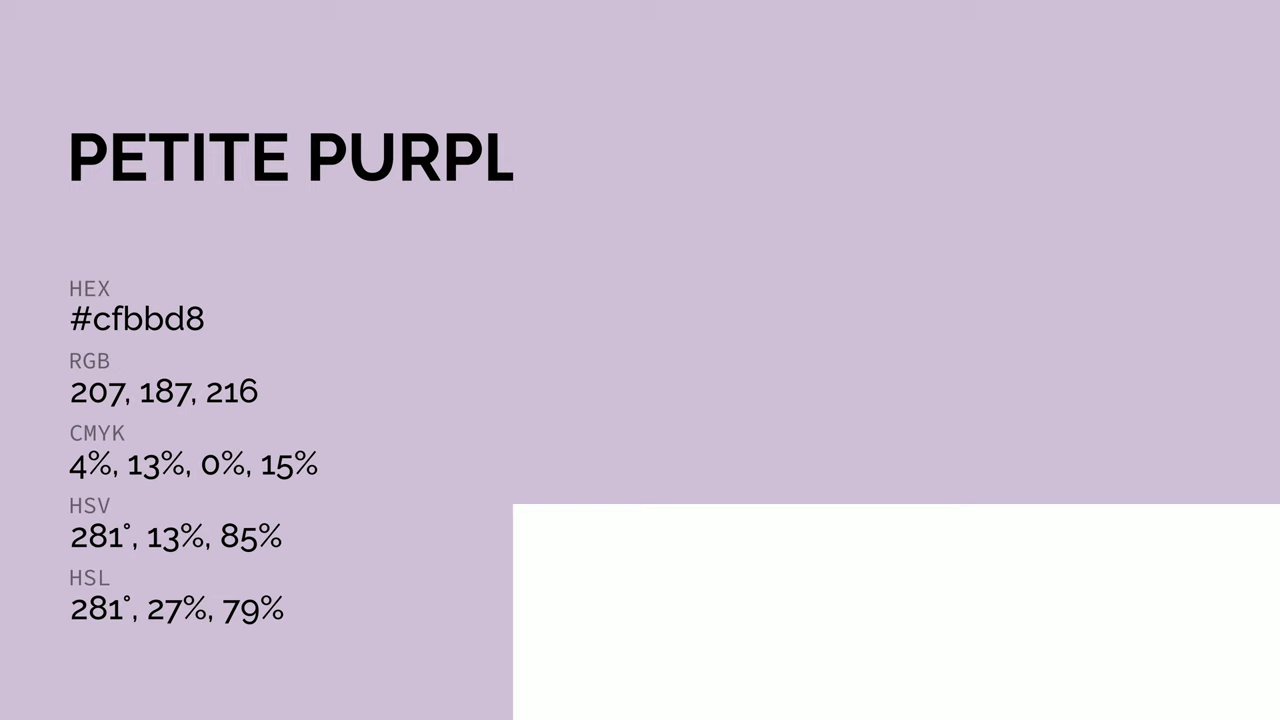 PETITE PURPL
HEX
#cfbbd8
RGB
207, 187, 216
CMYK
4%, 13%, 0%, 15%
HSV
281°, 13%, 85%
HSL
281°, 27%, 79%